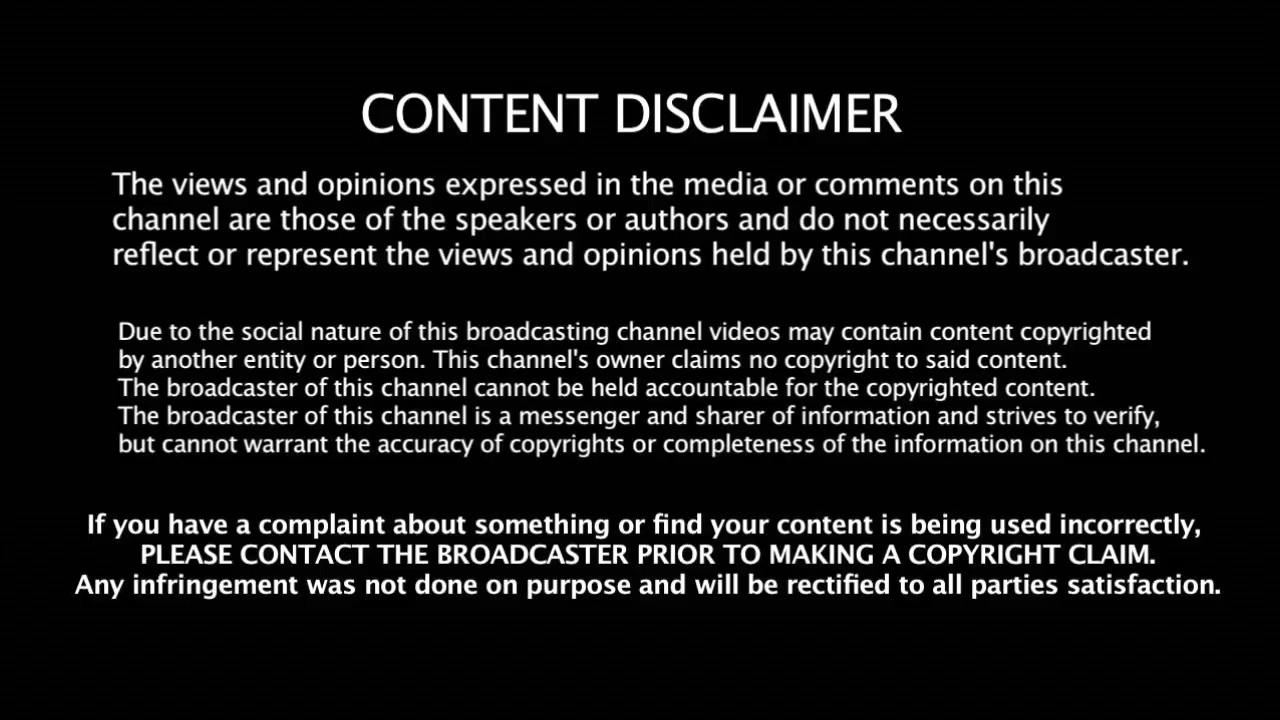 CONTENT DISCLAIMER
The views and opinions expressed in the media or comments on this
channel are those of the speakers or authors and do not necessarily
reflect or represent the views and opinions held by this channel's broadcaster.
Due to the social nature of this broadcasting channel videos may contain content copyrighted
by another entity or person. This channel's owner claims no copyright to said content.
The broadcaster of this channel cannot be held accountable for the copyrighted content.
The broadcaster of this channel is a messenger and sharer of information and strives to verify,
but cannot warrant the accuracy of copyrights or completeness of the information on this channel.
If you have a complaint about something or find your content is being used incorrectly,
PLEASE CONTACT THE BROADCASTER PRIOR TO MAKING A COPYRIGHT CLAIM.
Any infringement was not done on purpose and will be rectified to all parties satisfaction.